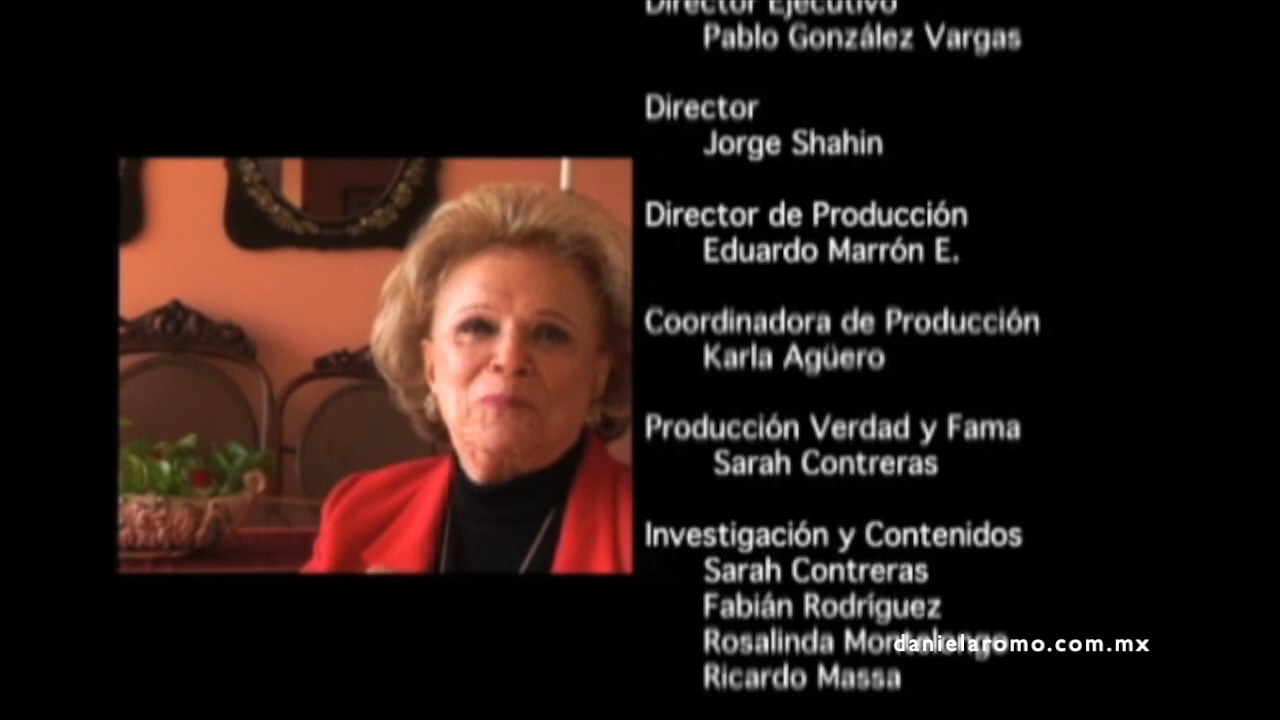 Director Ejecutivo
Pablo González Vargas
Director
Jorge Shahin
Director de Producción
Eduardo Marrón E.
Coordinadora de Producción
Karla Agüero
Producción Verdad y Fama
Sarah Contreras
Investigación y Contenidos
Sarah Contreras
Fabián Rodríguez
Rosalinda
danielaromo.com.mx
Ricardo Massa